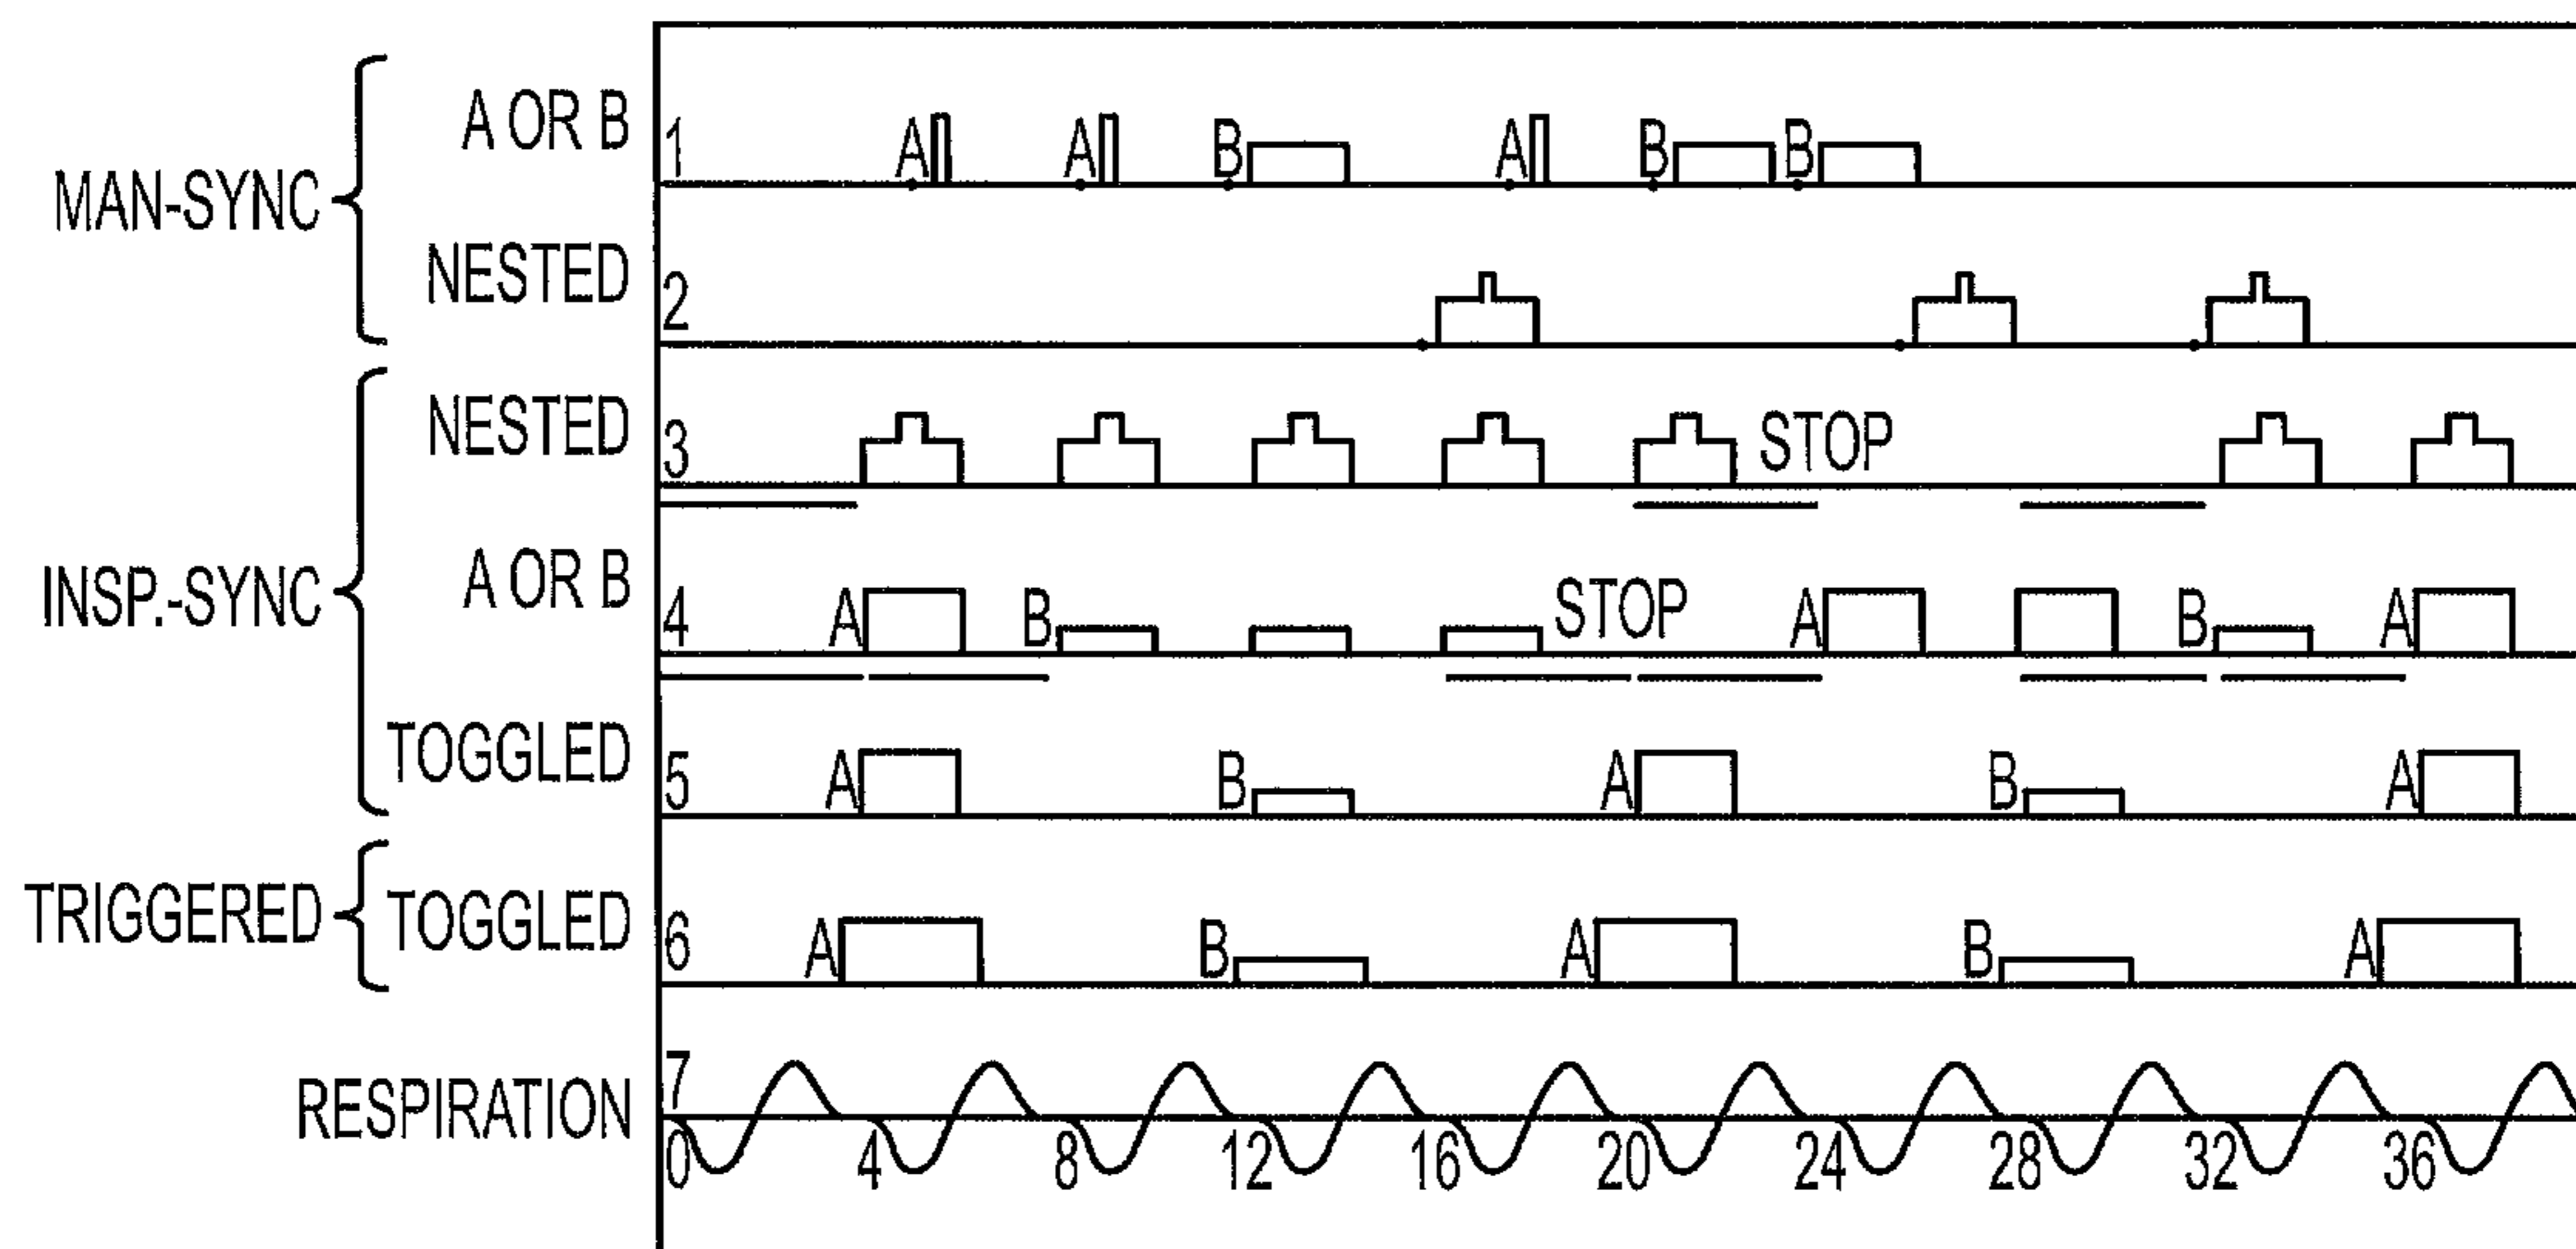 MAN-SYNC
A OR B
1
A
A
B
A
B
B
NESTED
2
INSP.-SYNC
NESTED
3
STOP
A OR B
4
A
B
STOP
A
B
A
TOGGLED
5
A
B
A
B
A
TRIGGERED
TOGGLED
6
A
B
A
B
A
RESPIRATION
7
0 4 8 12 16 20 24 28 32 36